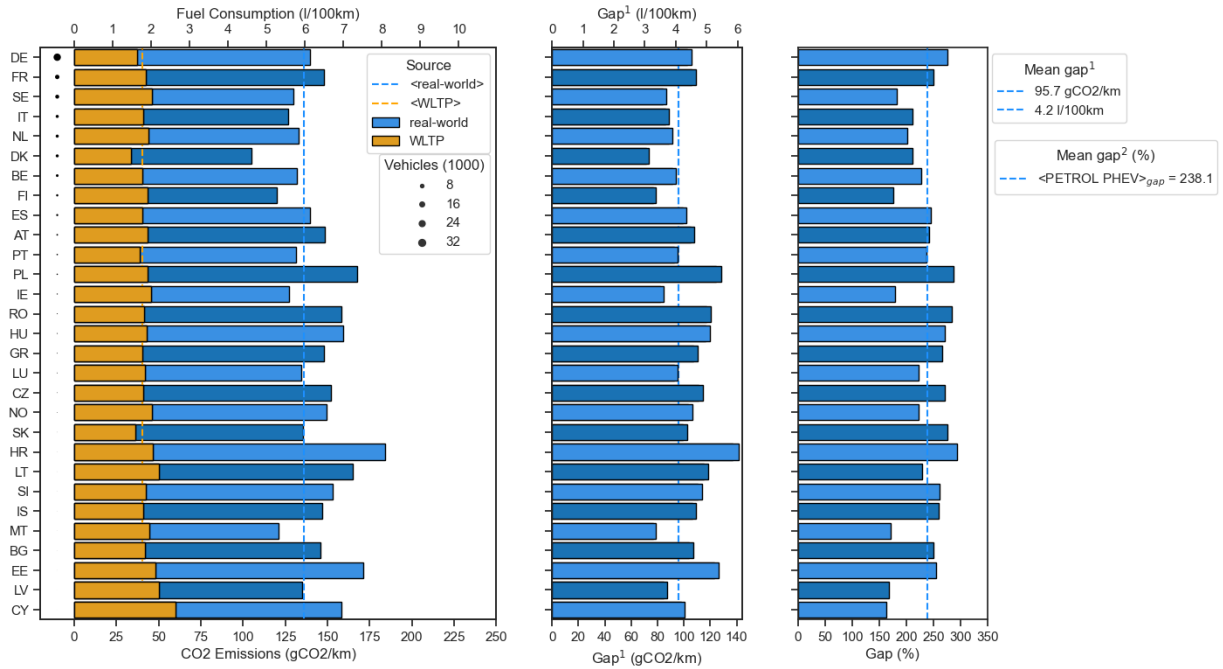 Fuel Consumption (l/100km)
0 1 2 3 4 5 6 7 8 9 10
Gap¹ (l/100km)
0 1 2 3 4 5 6
DE
FR
SE
IT
NL
DK
BE
FI
ES
AT
PT
PL
IE
RO
HU
GR
LU
CZ
NO
SK
HR
LT
SI
IS
MT
BG
EE
LV
CY
Source
<real-world>
<WLTP>
real-world
WLTP
Vehicles (1000)
8
16
24
32
0 25 50 75 100 125 150 175 200 225 250
CO2 Emissions (gCO2/km)
0 20 40 60 80 100 120 140
Gap¹ (gCO2/km)
0 50 100 150 200 250 300 350
Gap (%)
Mean gap¹
95.7 gCO2/km
4.2 l/100km
Mean gap² (%)
<PETROL PHEV>gap = 238.1